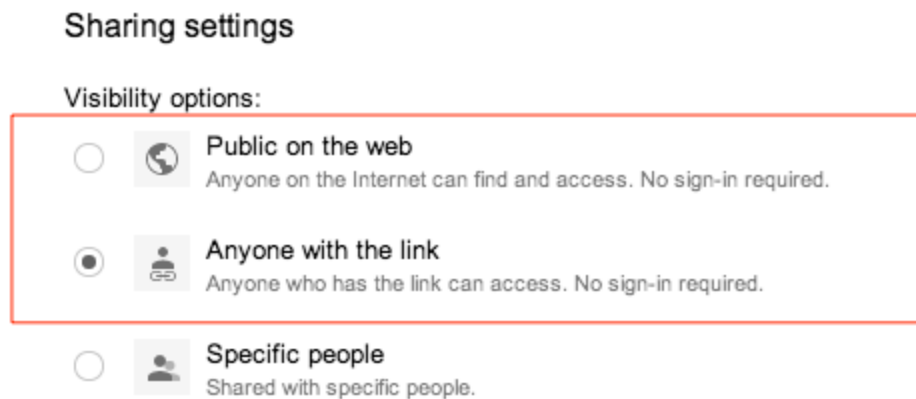 Sharing settings
Visibility options:
Public on the web
Anyone on the Internet can find and access. No sign-in required.
Anyone with the link
Anyone who has the link can access. No sign-in required.
Specific people
Shared with specific people.